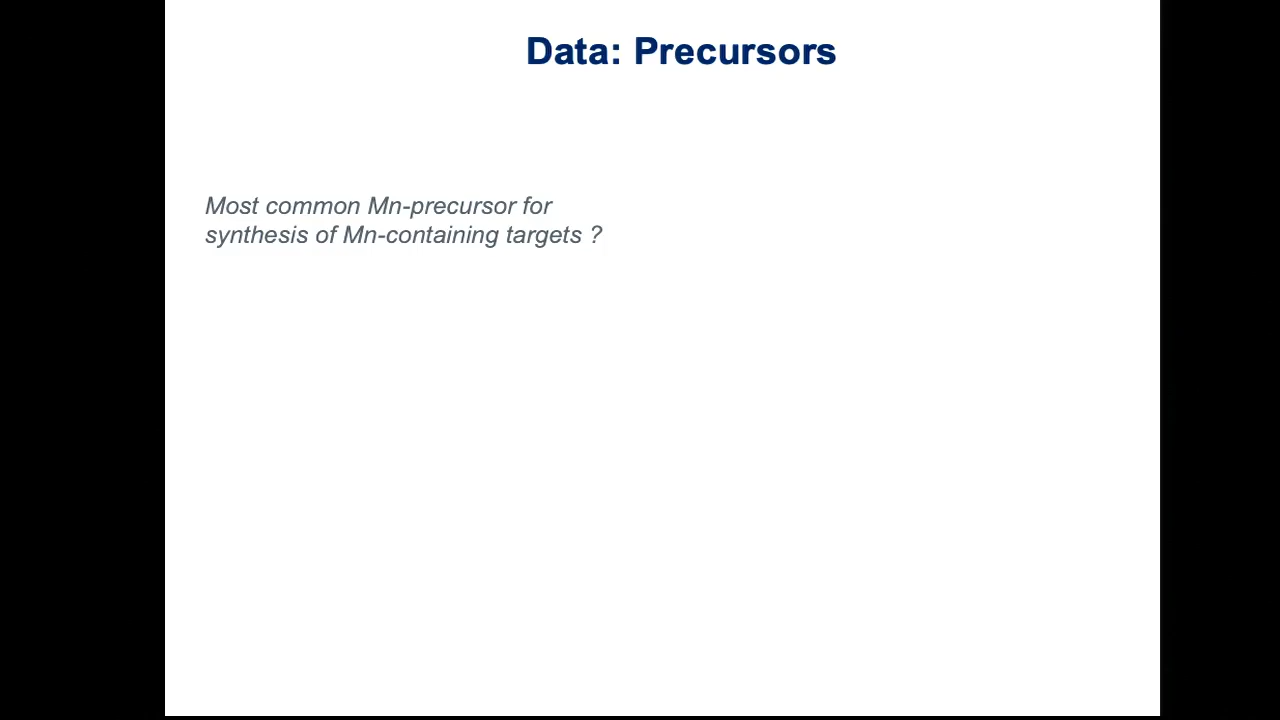 Data: Precursors
Most common Mn-precursor for
synthesis of Mn-containing targets ?